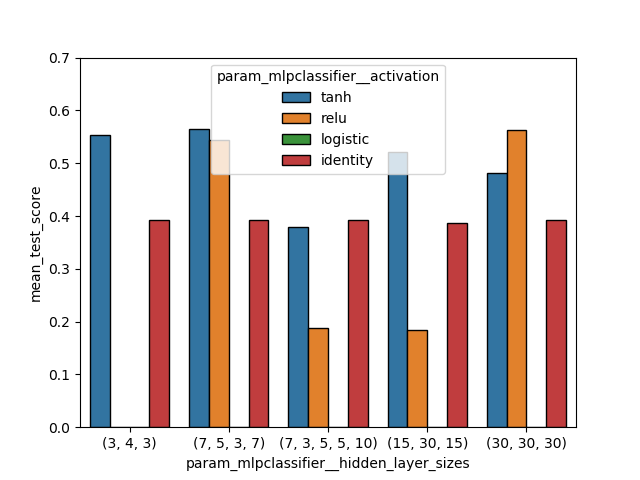 param_mlpclassifier__activation
tanh
relu
logistic
identity
0.7
0.6
0.5
0.4
0.3
0.2
0.1
0.0
mean_test_score
(3, 4, 3) (7, 5, 3, 7) (7, 3, 5, 5, 10) (15, 30, 15) (30, 30, 30)
param_mlpclassifier__hidden_layer_sizes